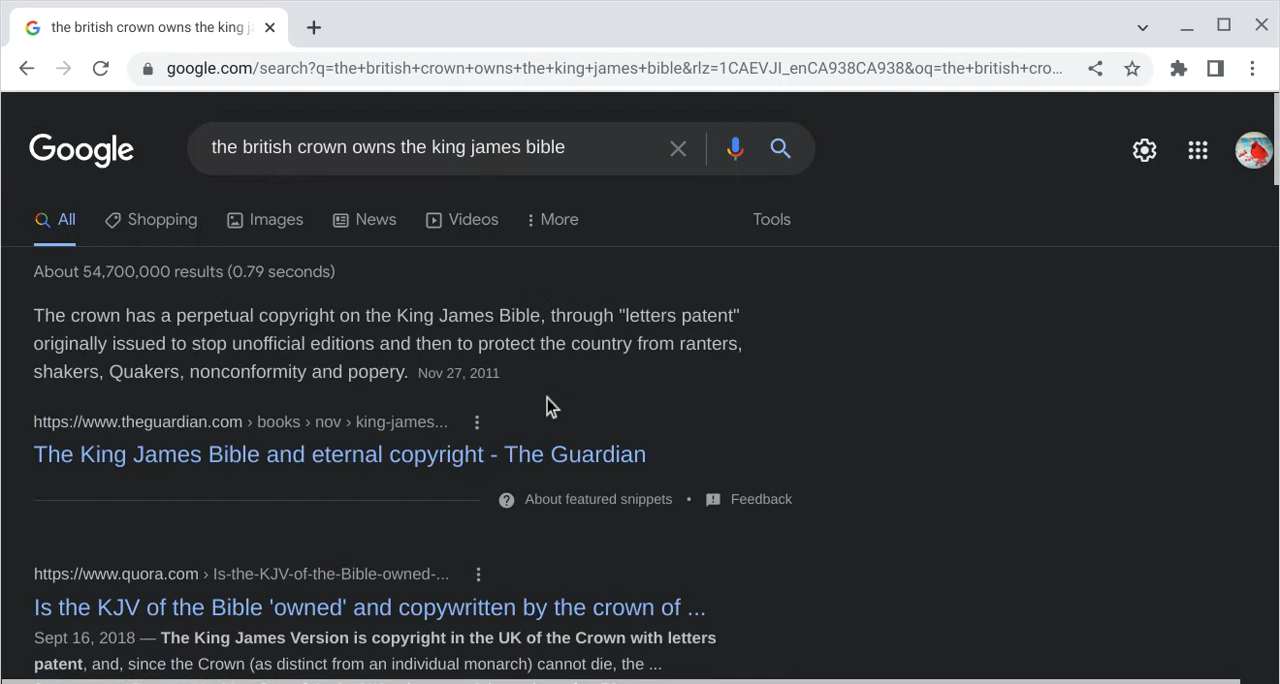 the british crown owns the king ja
google.com/search?q=the+british+crown+owns+the+king+james+bible&rlz=1CAEVJI_enCA938CA938&oq=the+british+cro...
Google
the british crown owns the king james bible
All Shopping Images News Videos More Tools
About 54,700,000 results (0.79 seconds)
The crown has a perpetual copyright on the King James Bible, through "letters patent"
originally issued to stop unofficial editions and then to protect the country from ranters,
shakers, Quakers, nonconformity and popery. Nov 27, 2011
https://www.theguardian.com › books › nov › king-james...
The King James Bible and eternal copyright - The Guardian
About featured snippets • Feedback
https://www.quora.com › Is-the-KJV-of-the-Bible-owned-...
Is the KJV of the Bible 'owned' and copywritten by the crown of ...
Sept 16, 2018 — The King James Version is copyright in the UK of the Crown with letters
patent, and, since the Crown (as distinct from an individual monarch) cannot die, the ...